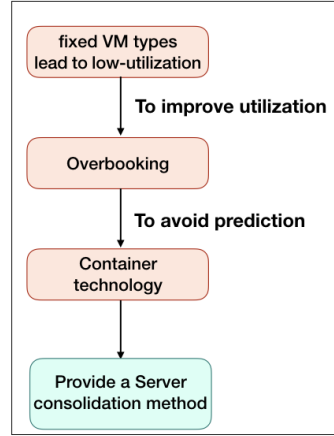 fixed VM types
lead to low-utilization
To improve utilization
Overbooking
To avoid prediction
Container
technology
Provide a Server
consolidation method